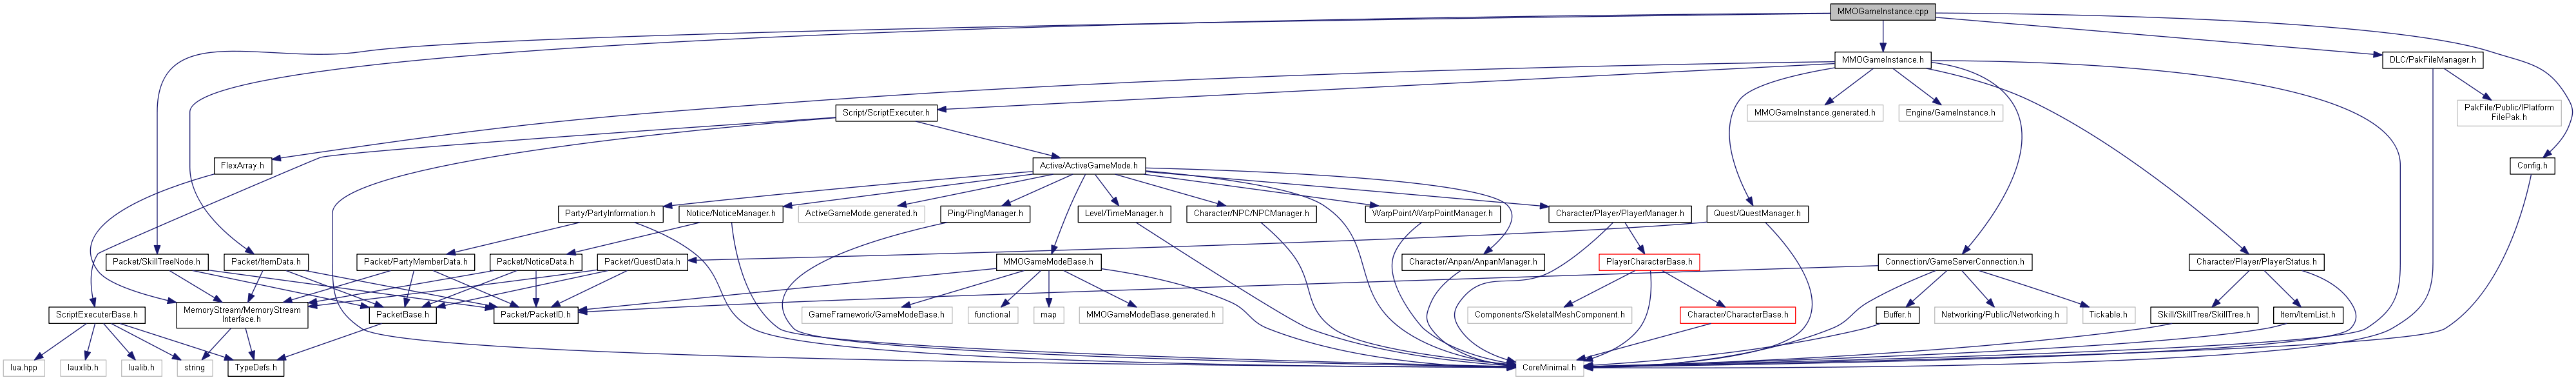 MMOGameInstance.cpp
MMOGameInstance.h
DLC/PakFileManager.h
Script/ScriptExecuter.h
MMOGameInstance.generated.h
Engine/GameInstance.h
PakFile/Public/IPlatform
FilePak.h
FlexArray.h
Active/ActiveGameMode.h
Config.h
Party/PartyInformation.h
Notice/NoticeManager.h
ActiveGameMode.generated.h
Ping/PingManager.h
Level/TimeManager.h
Character/NPC/NPCManager.h
WarpPoint/WarpPointManager.h
Character/Player/PlayerManager.h
Quest/QuestManager.h
Packet/SkillTreeNode.h
Packet/ItemData.h
Packet/PartyMemberData.h
Packet/NoticeData.h
Packet/QuestData.h
MMOGameModeBase.h
Character/Anpan/AnpanManager.h
PlayerCharacterBase.h
Connection/GameServerConnection.h
Character/Player/PlayerStatus.h
ScriptExecuterBase.h
MemoryStream/MemoryStream
Interface.h
PacketBase.h
Packet/PacketID.h
GameFramework/GameModeBase.h
functional
map
MMOGameModeBase.generated.h
Components/SkeletalMeshComponent.h
Character/CharacterBase.h
Buffer.h
Networking/Public/Networking.h
Tickable.h
Skill/SkillTree/SkillTree.h
Item/ItemList.h
lua.hpp
lauxlib.h
lualib.h
string
TypeDefs.h
CoreMinimal.h